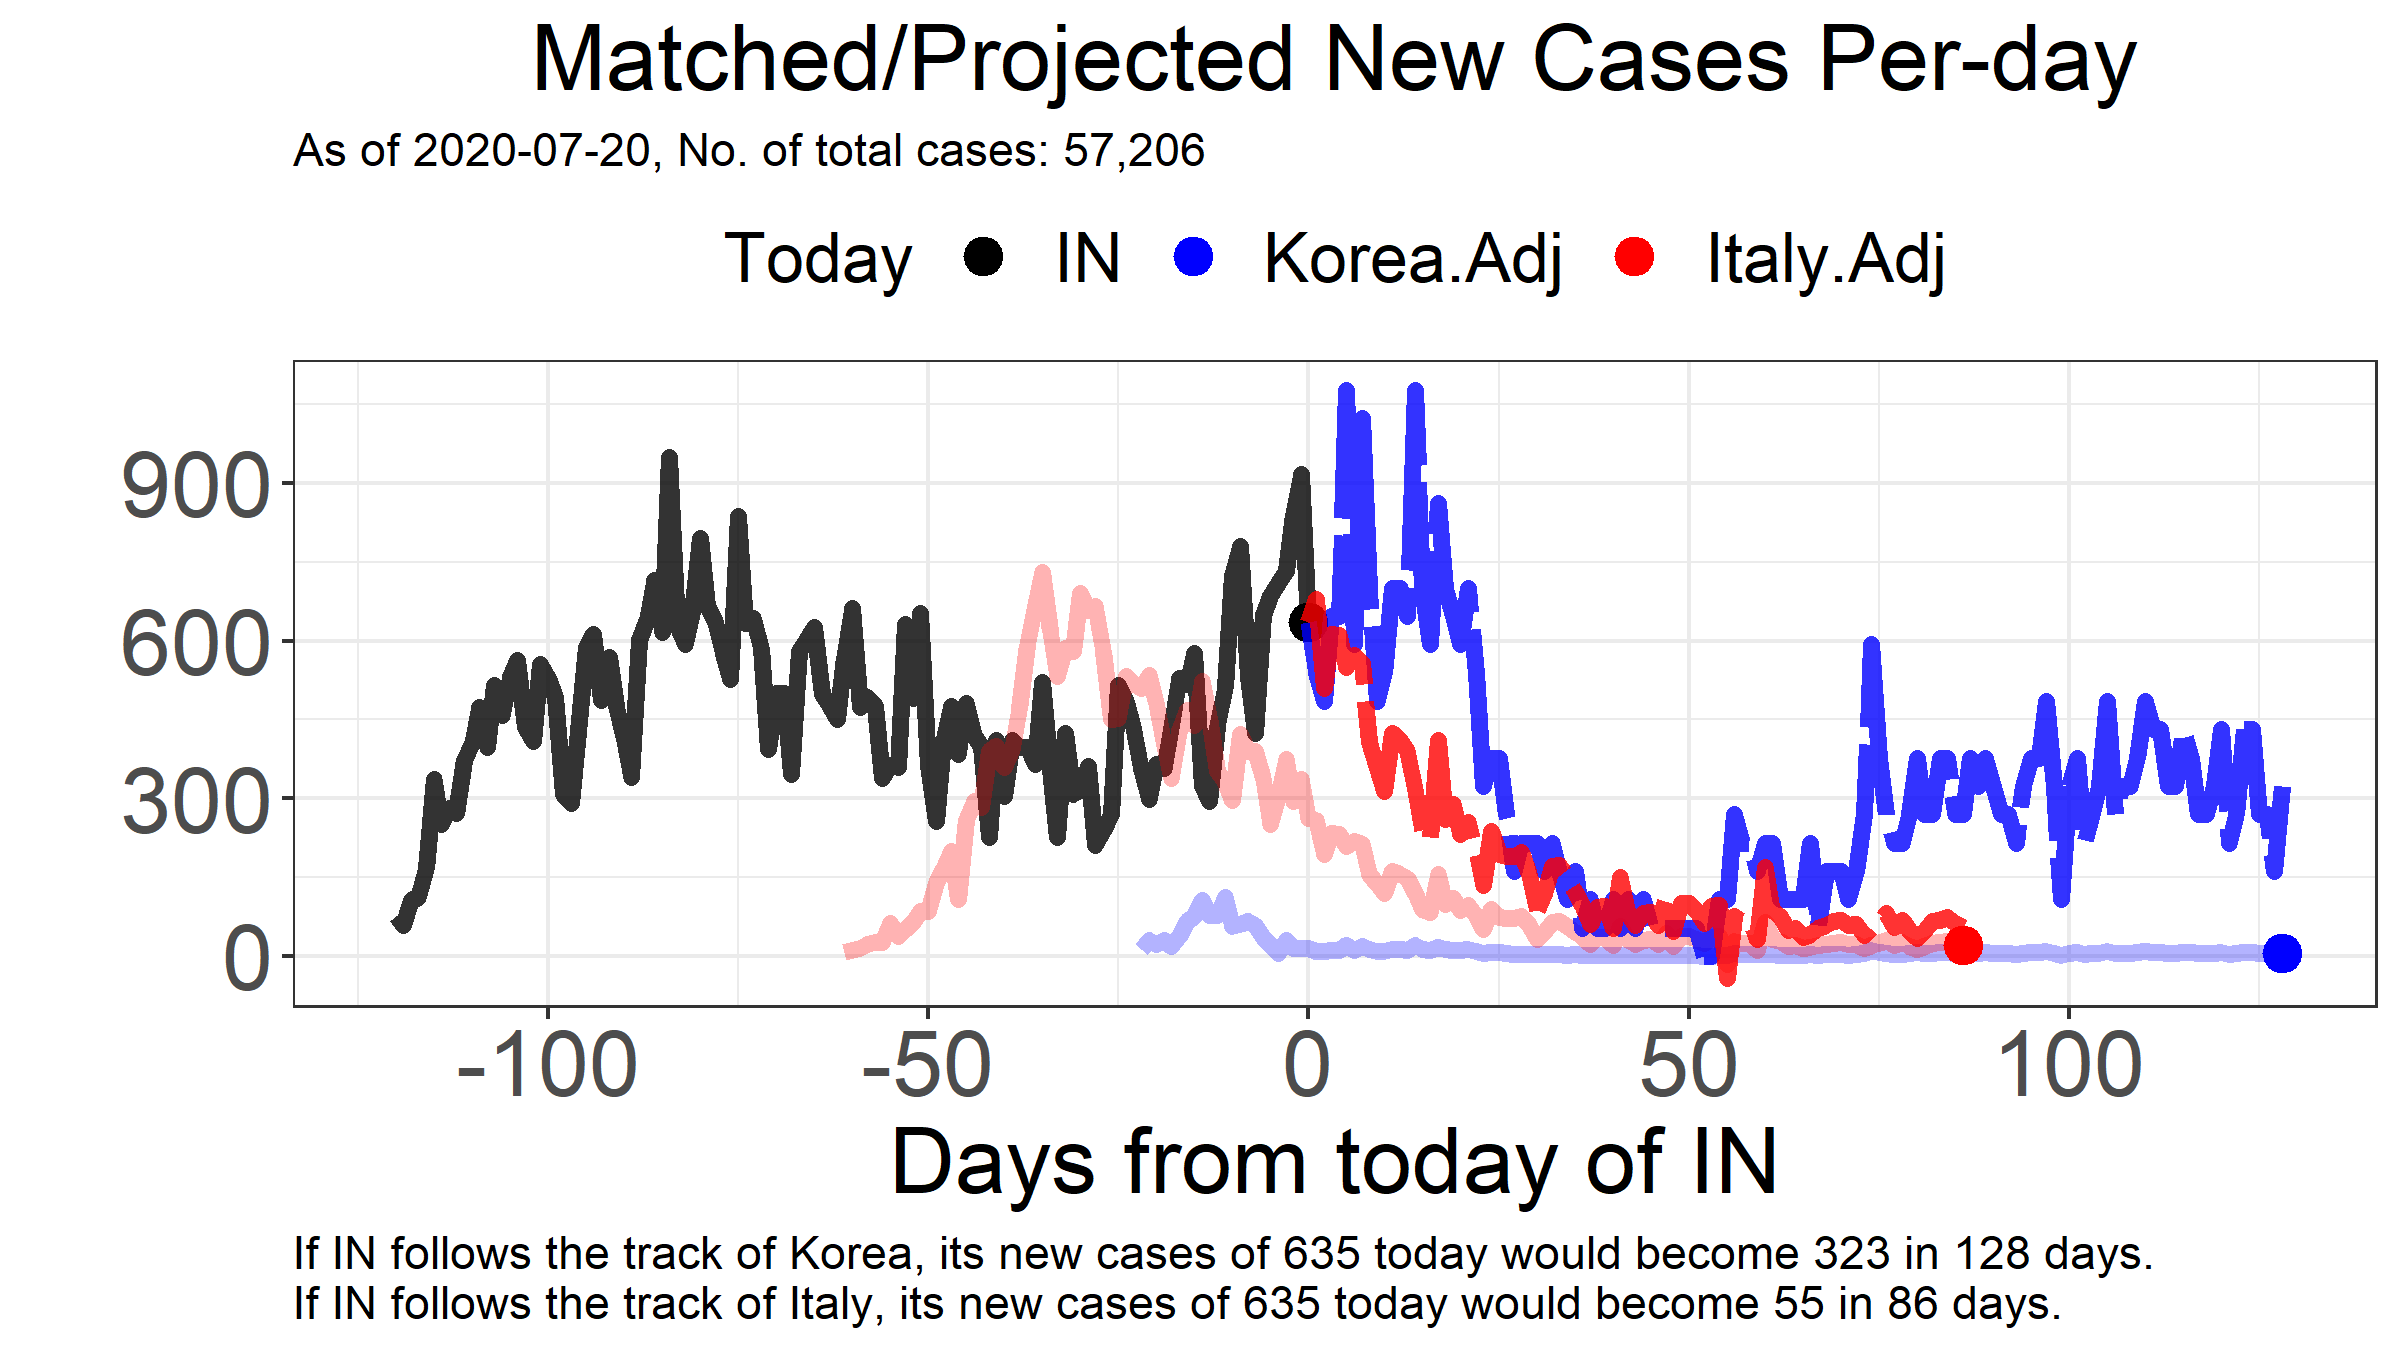 Matched/Projected New Cases Per-day
As of 2020-07-20, No. of total cases: 57,206
Today IN Korea.Adj Italy.Adj
900
600
300
0
-100 -50 0 50 100
Days from today of IN
If IN follows the track of Korea, its new cases of 635 today would become 323 in 128 days.
If IN follows the track of Italy, its new cases of 635 today would become 55 in 86 days.